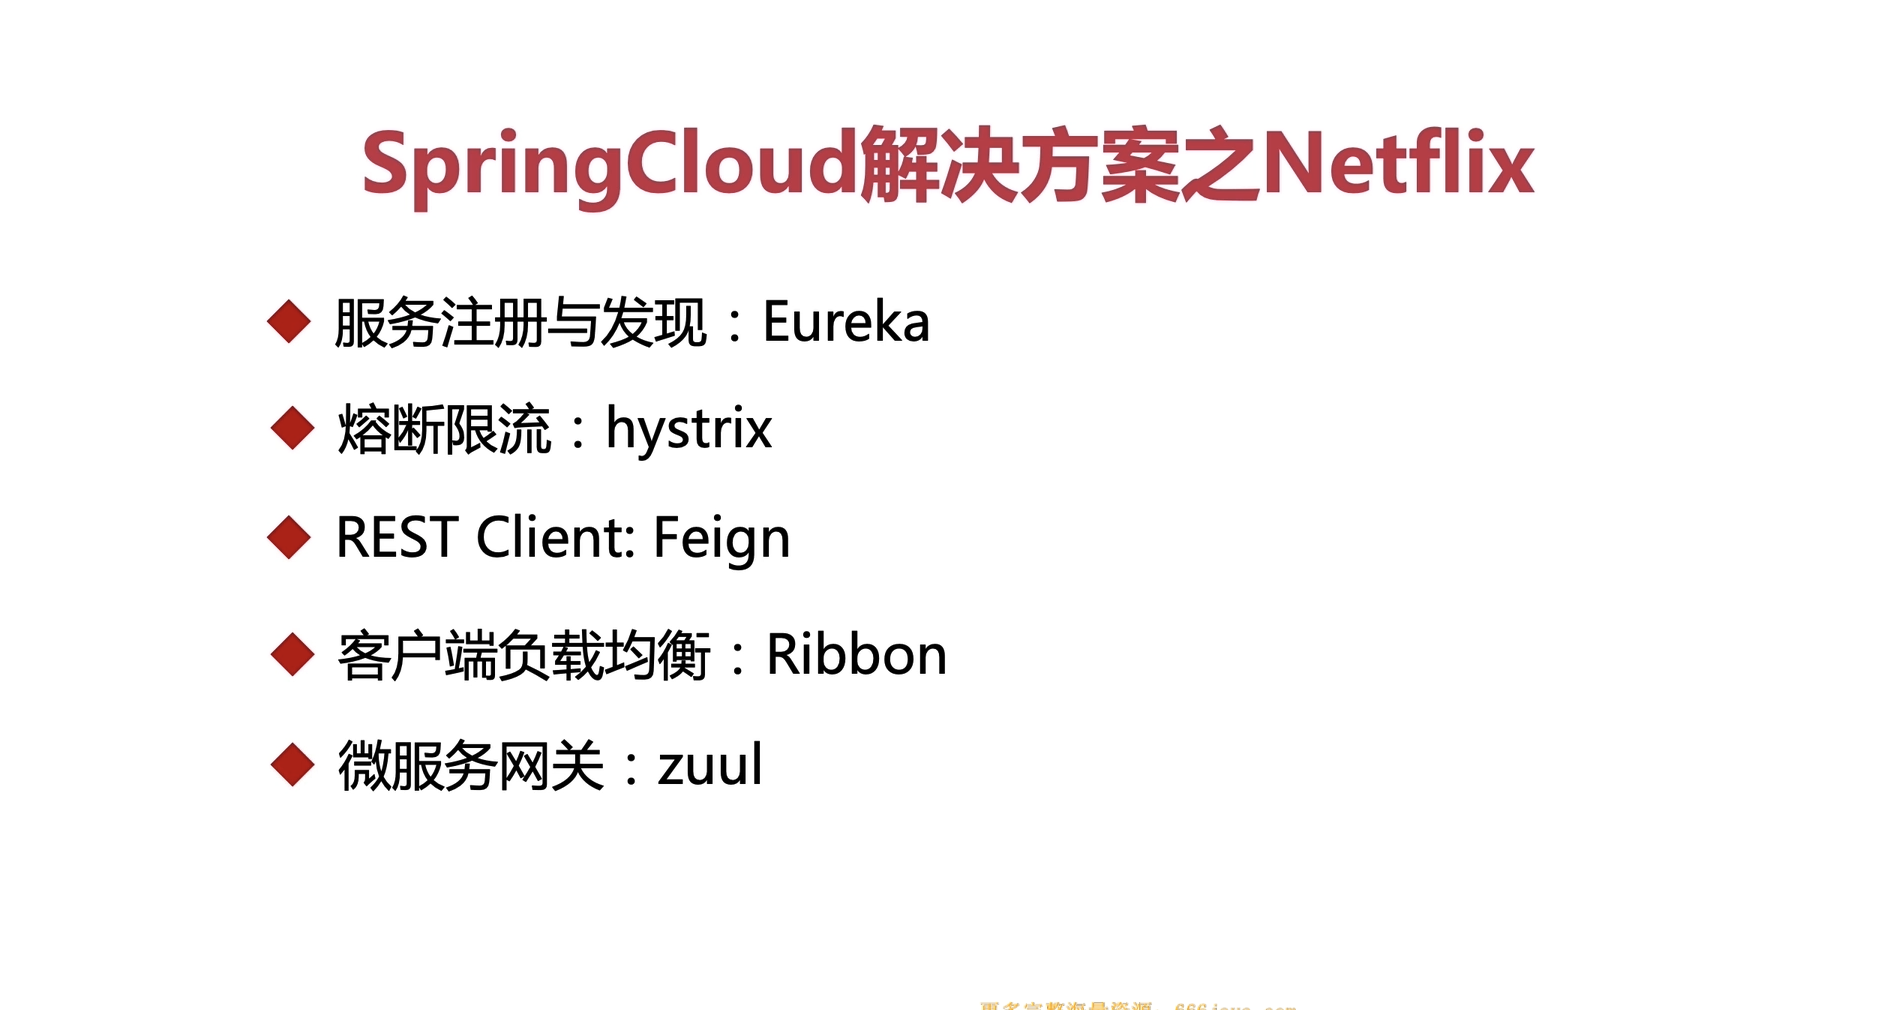 SpringCloud解决方案之Netflix
服务注册与发现：Eureka
熔断限流：hystrix
REST Client: Feign
客户端负载均衡：Ribbon
微服务网关：zuul